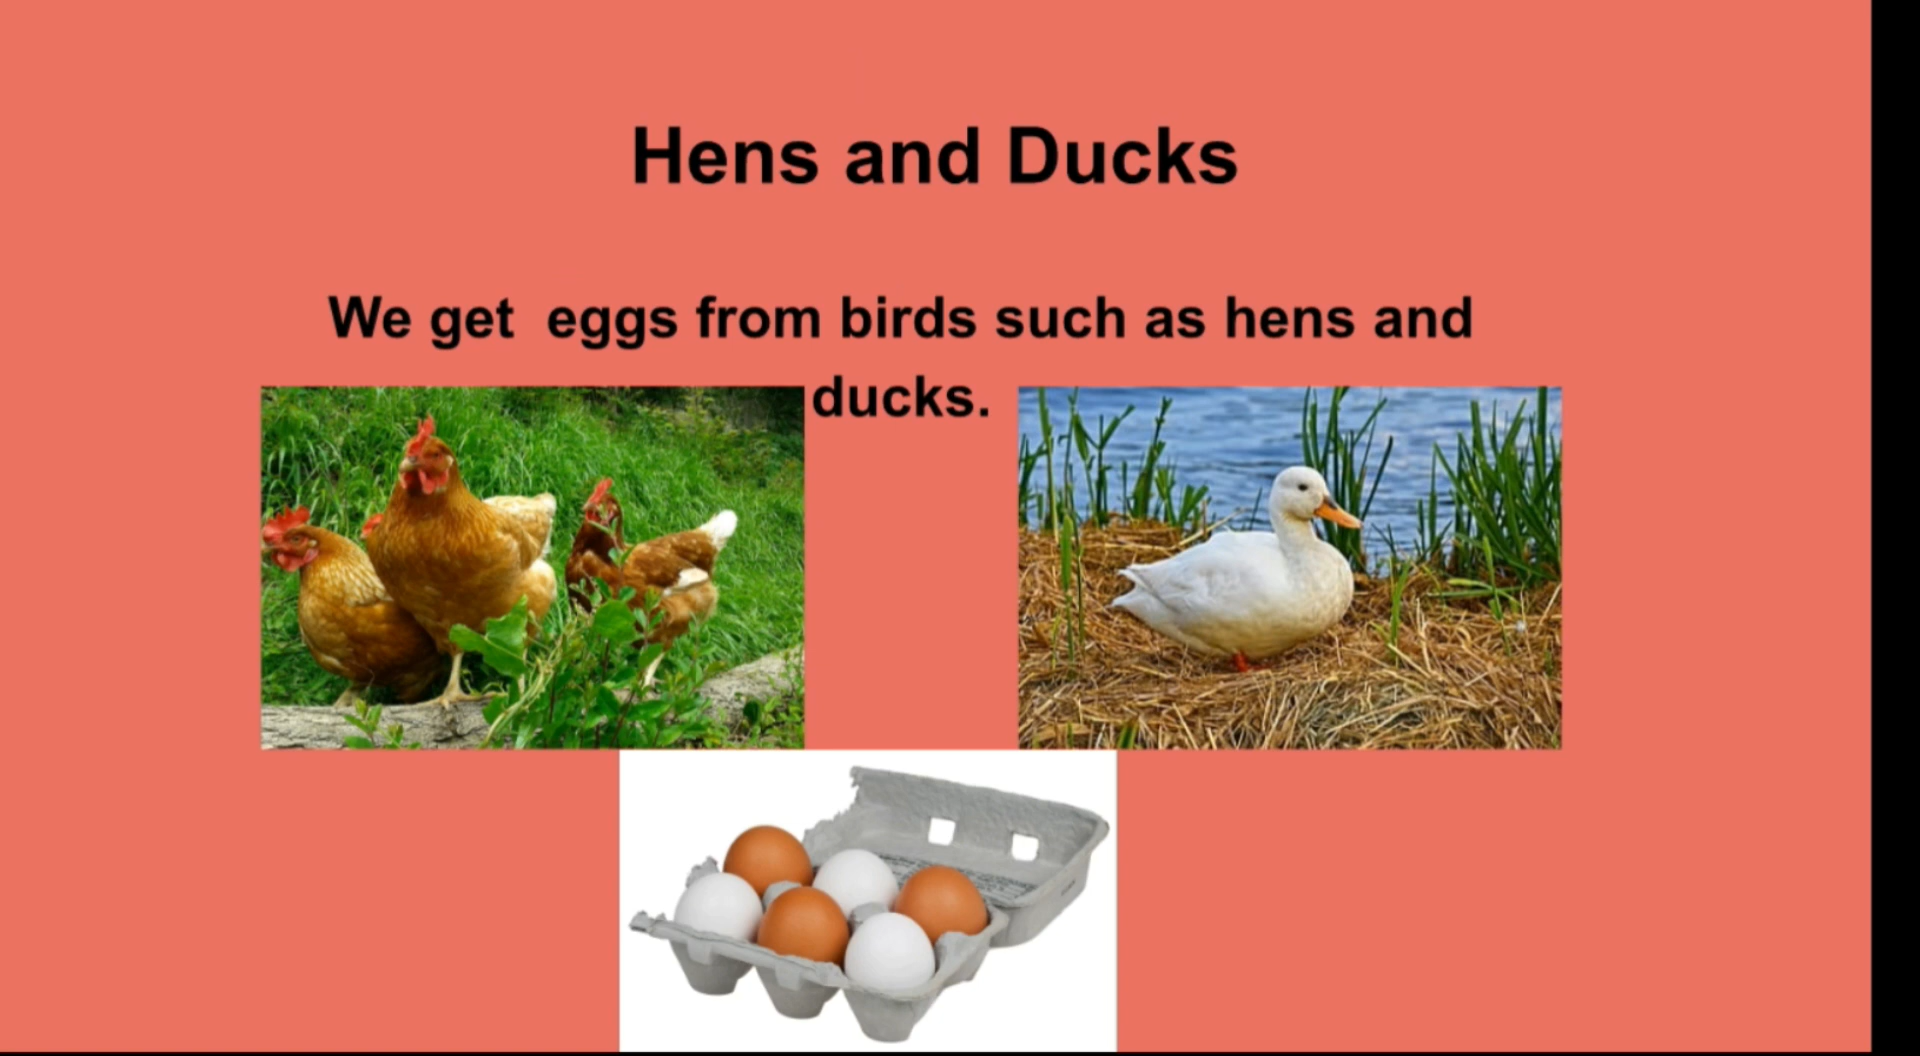 Hens and Ducks
We get  eggs from birds such as hens and
ducks.